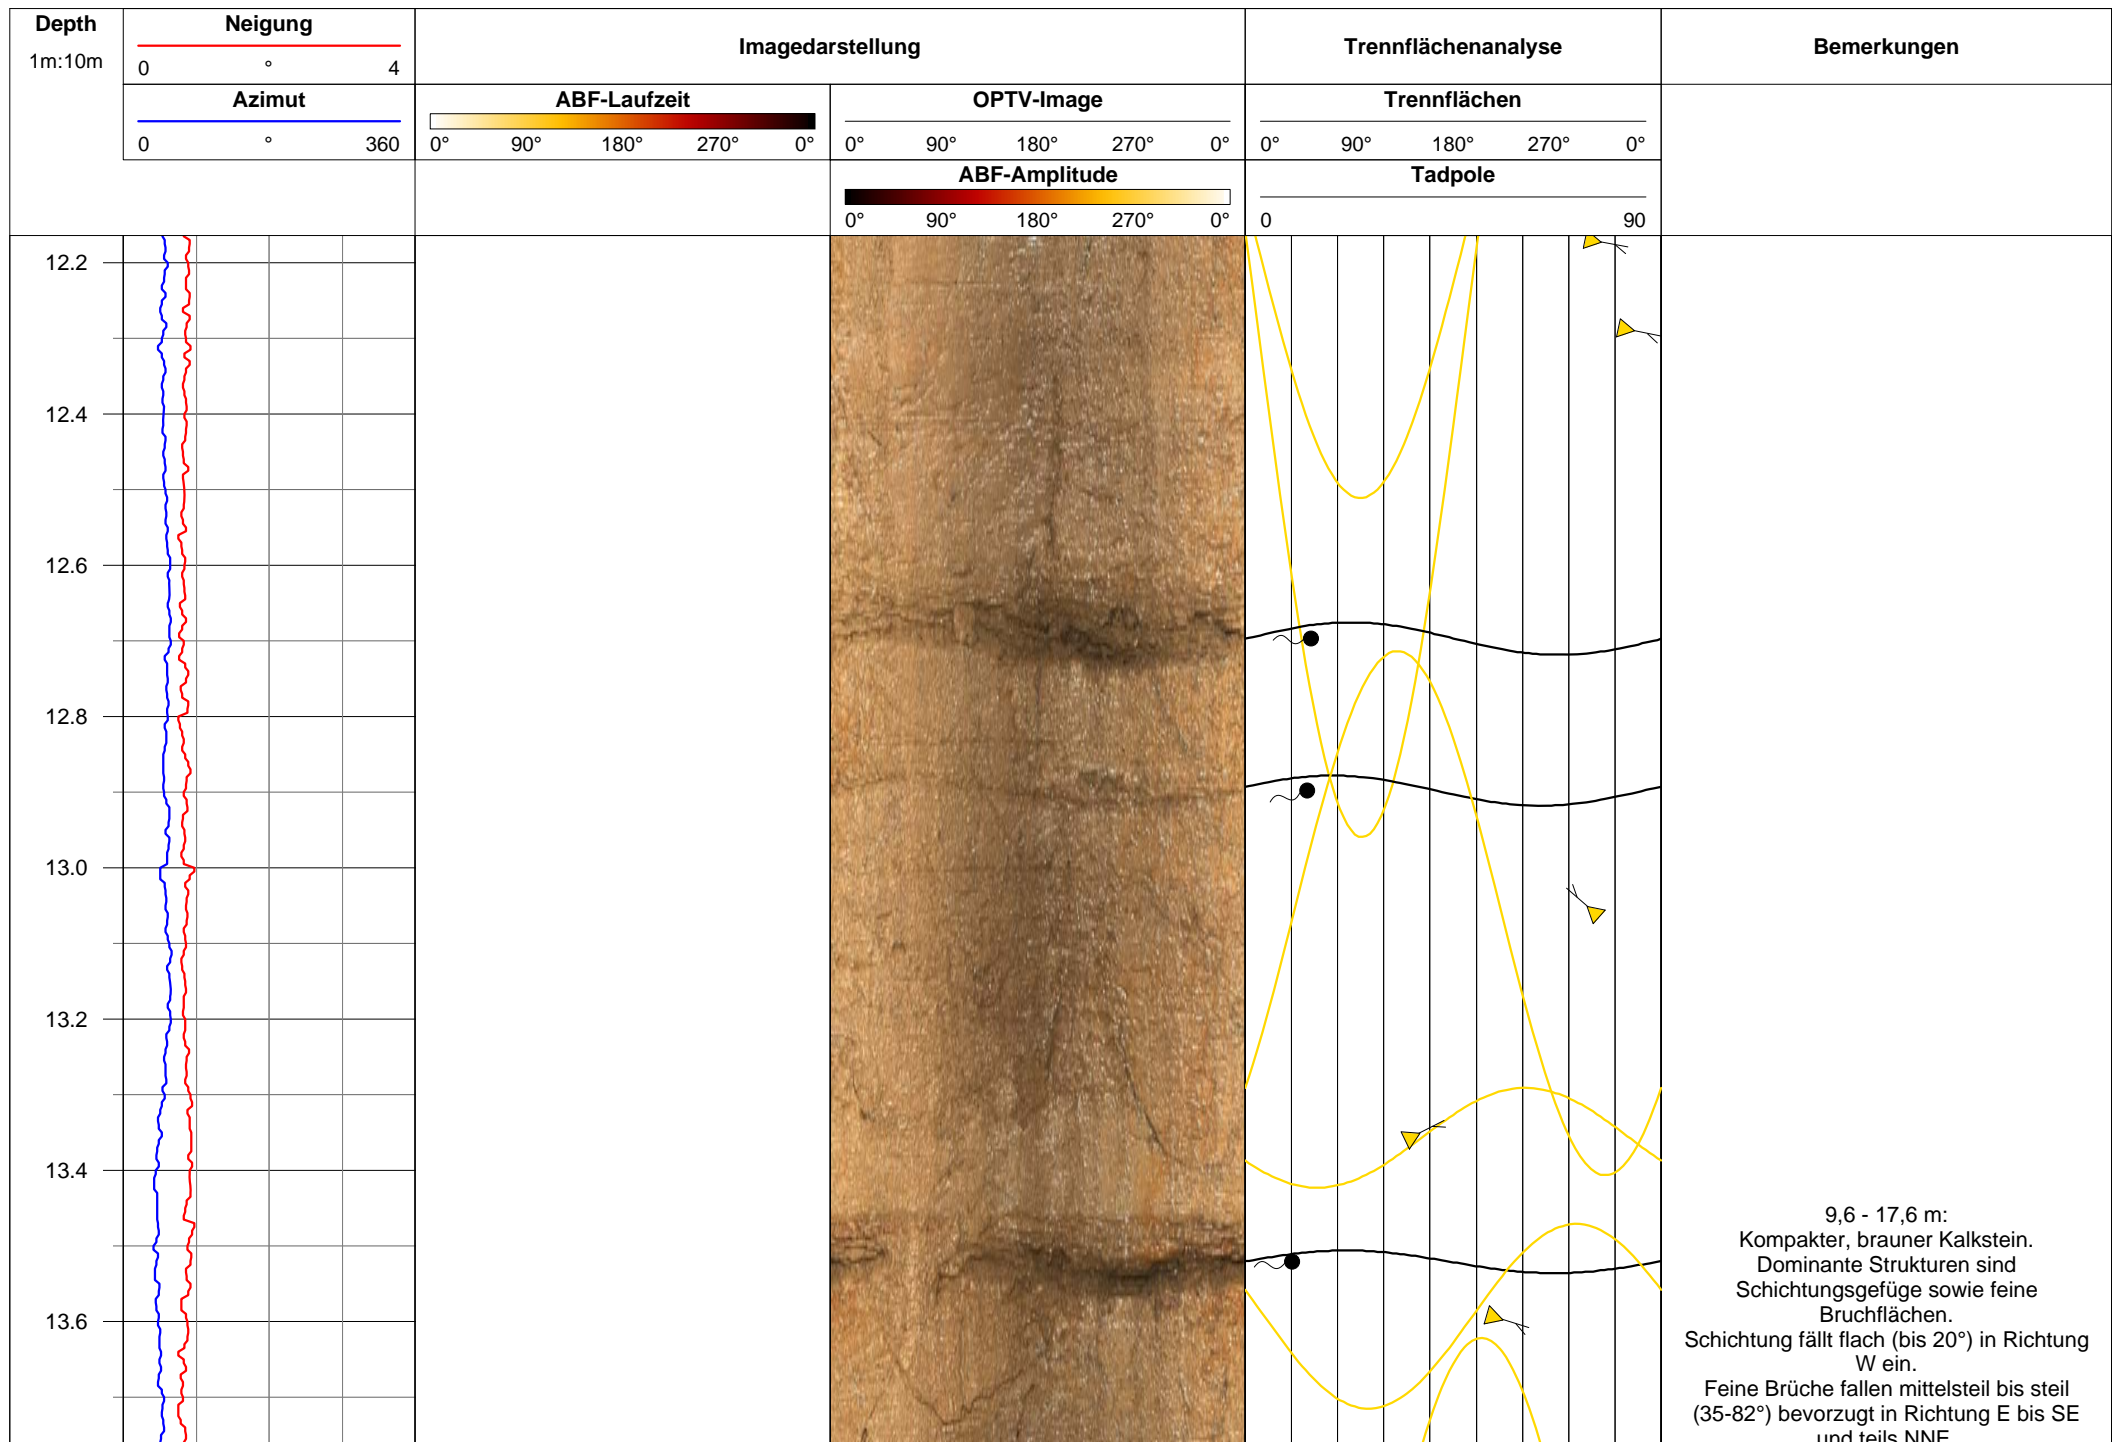 Depth
1m:10m
Neigung
0 ° 4
Azimut
0 ° 360
Imagedarstellung
ABF-Laufzeit
0° 90° 180° 270° 0°
OPTV-Image
0° 90° 180° 270° 0°
ABF-Amplitude
0° 90° 180° 270° 0°
Trennflächenanalyse
Trennflächen
0° 90° 180° 270° 0°
Tadpole
0 90
Bemerkungen
12.2
12.4
12.6
12.8
13.0
13.2
13.4
13.6
9,6 - 17,6 m:
Kompakter, brauner Kalkstein.
Dominante Strukturen sind
Schichtungsgefüge sowie feine
Bruchflächen.
Schichtung fällt flach (bis 20°) in Richtung
W ein.
Feine Brüche fallen mittelsteil bis steil
(35-82°) bevorzugt in Richtung E bis SE
und teils NNE